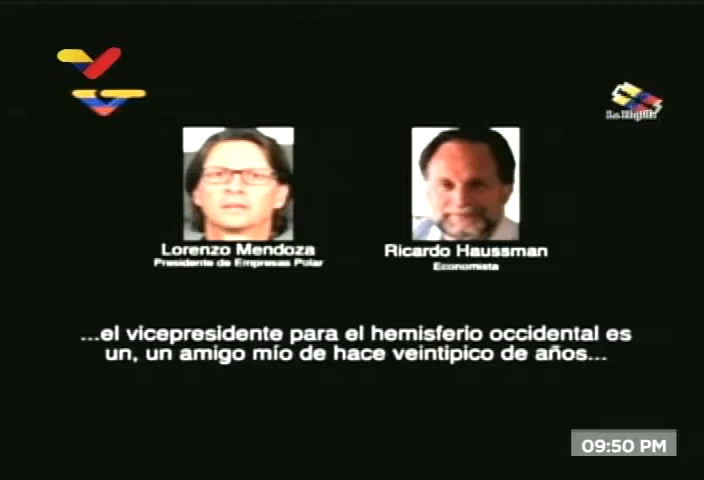 Lorenzo Mendoza
Presidente de Empresas Polar
Ricardo Haussman
Economista
...el vicepresidente para el hemisferio occidental es
un, un amigo mío de hace veintipico de años...
09:50 PM